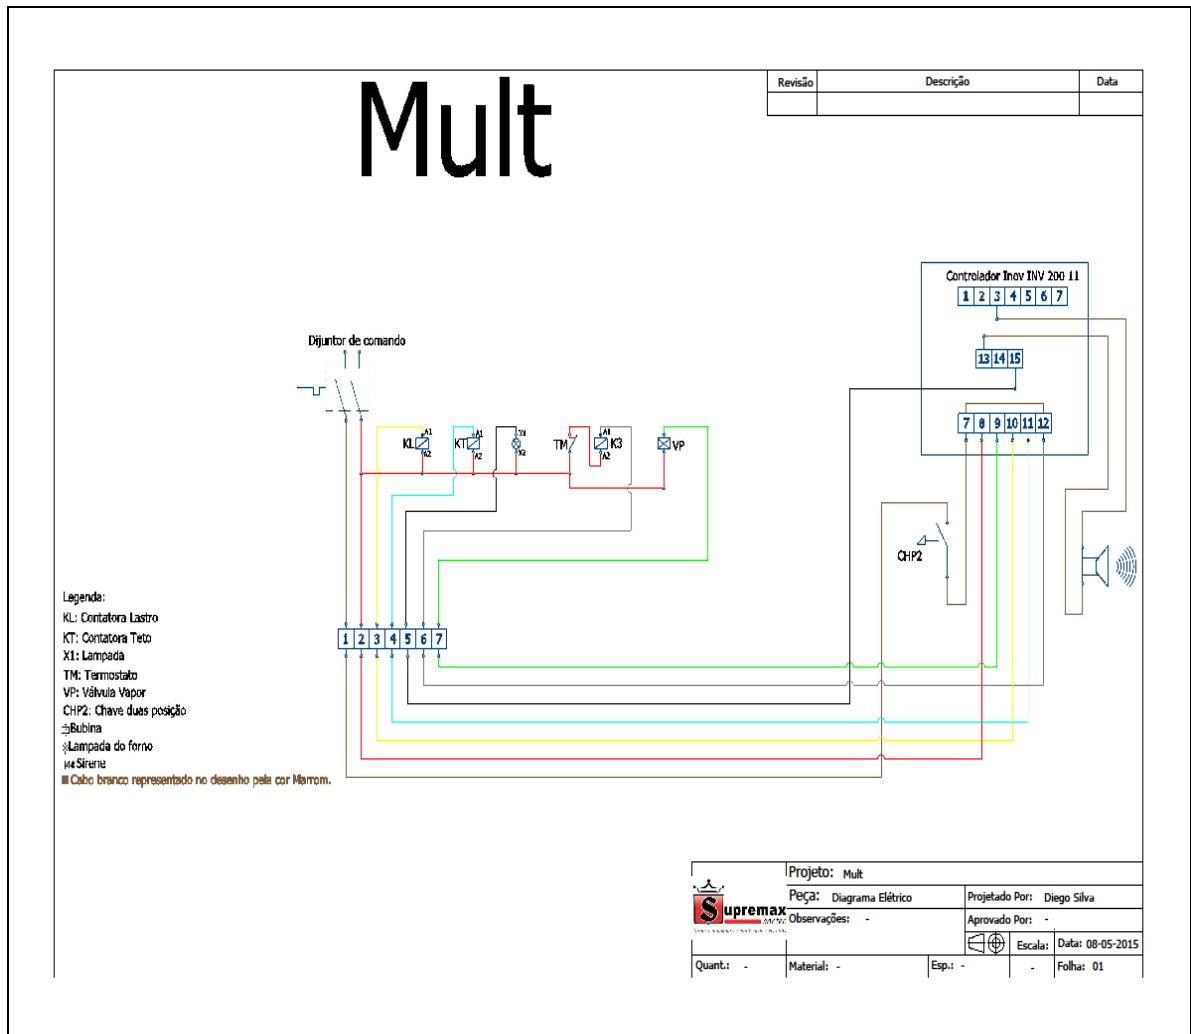 Mult
Revisão Descrição Data
Controlador Inov INV 200 11
1 2 3 4 5 6 7
13 14 15
7 8 9 10 11 12
Dijuntor de comando
A1 A1 X1 A1
KL KT TM K3 VP
A2 A2 X2 A2
CHP2
1 2 3 4 5 6 7
Legenda:
KL: Contatora Lastro
KT: Contatora Teto
X1: Lampada
TM: Termostato
VP: Válvula Vapor
CHP2: Chave duas posição
Bubina
Lampada do forno
Sirene
Cabo branco representado no desenho pela cor Marrom.
Supremax
Projeto: Mult
Peça: Diagrama Elétrico
Projetado Por: Diego Silva
Observações: -
Aprovado Por: -
Escala: -
Data: 08-05-2015
Quant.: -
Material: -
Esp.: -
Folha: 01